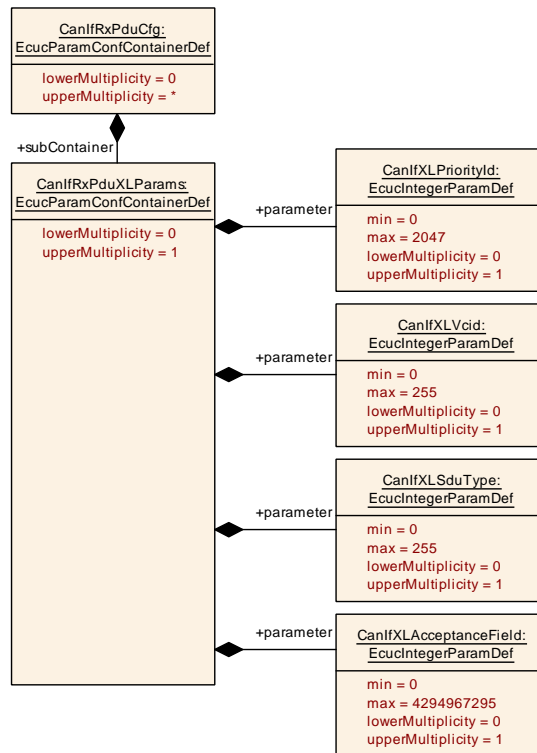 CanIfRxPduCfg:
EcucParamConfContainerDef
lowerMultiplicity = 0
upperMultiplicity = *
+subContainer
CanIfRxPduXLParams:
EcucParamConfContainerDef
lowerMultiplicity = 0
upperMultiplicity = 1
+parameter
CanIfXLPriorityId:
EcucIntegerParamDef
min = 0
max = 2047
lowerMultiplicity = 0
upperMultiplicity = 1
+parameter
CanIfXLVcid:
EcucIntegerParamDef
min = 0
max = 255
lowerMultiplicity = 0
upperMultiplicity = 1
+parameter
CanIfXLSduType:
EcucIntegerParamDef
min = 0
max = 255
lowerMultiplicity = 0
upperMultiplicity = 1
+parameter
CanIfXLAcceptanceField:
EcucIntegerParamDef
min = 0
max = 4294967295
lowerMultiplicity = 0
upperMultiplicity = 1